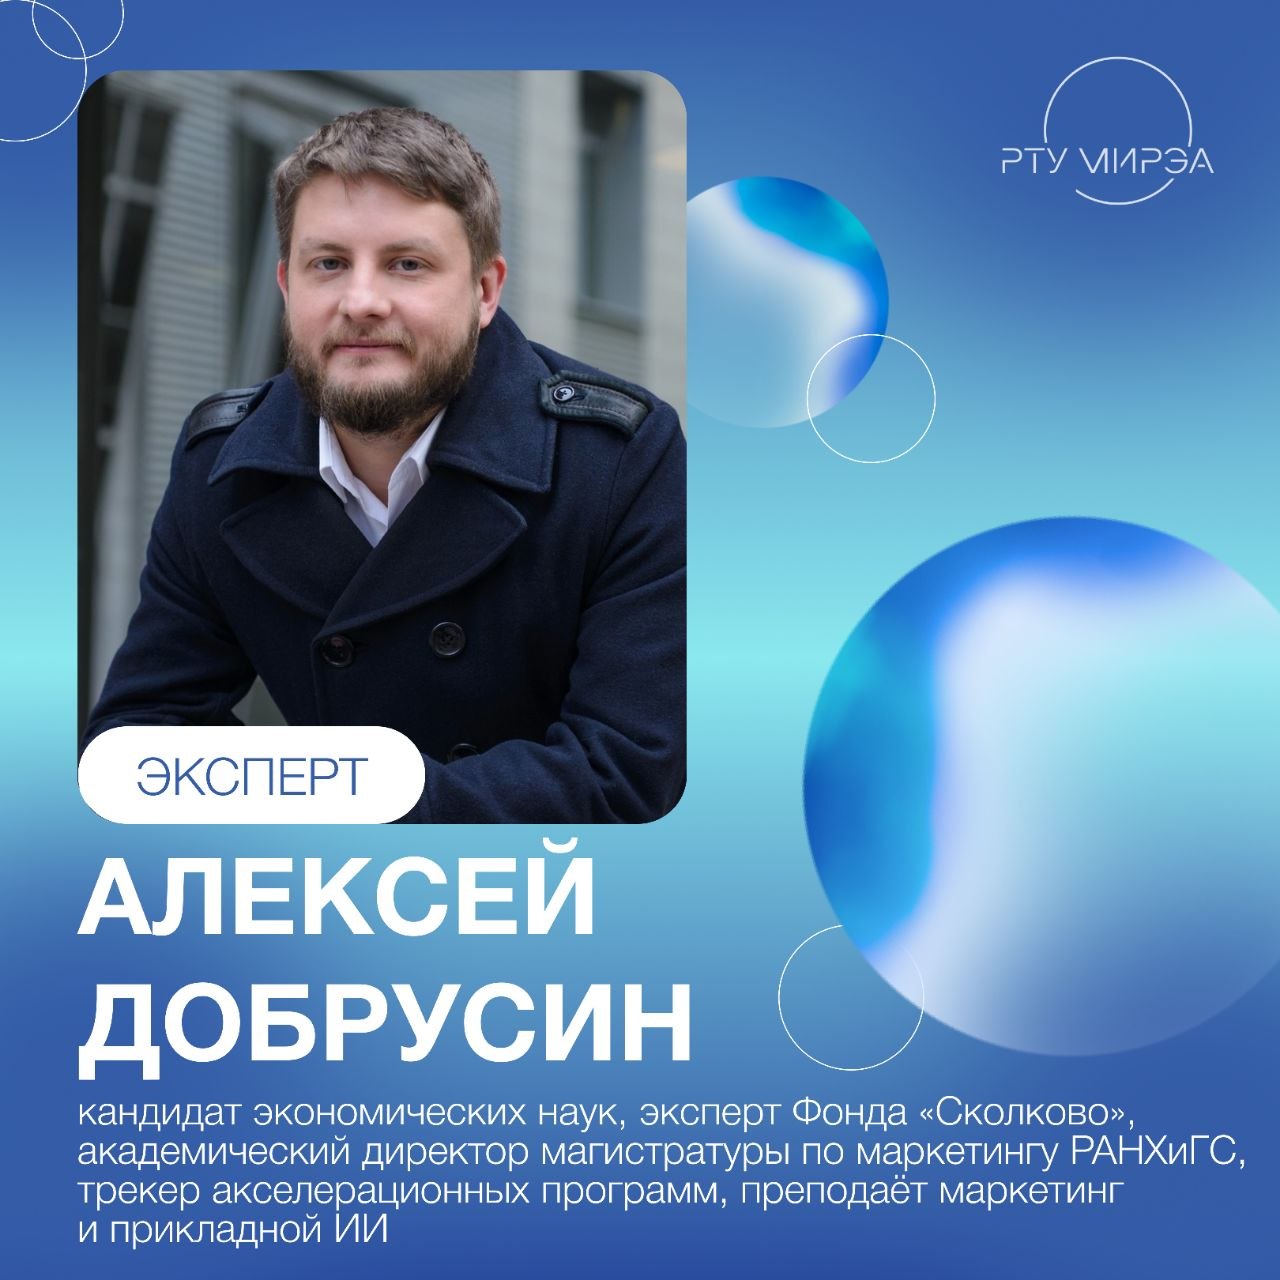 РТУ МИРЭА
ЭКСПЕРТ
АЛЕКСЕЙ
ДОБРУСИН
кандидат экономических наук, эксперт Фонда «Сколково»,
академический директор магистратуры по маркетингу РАНХиГС,
трекер акселерационных программ, преподаёт маркетинг
и прикладной ИИ